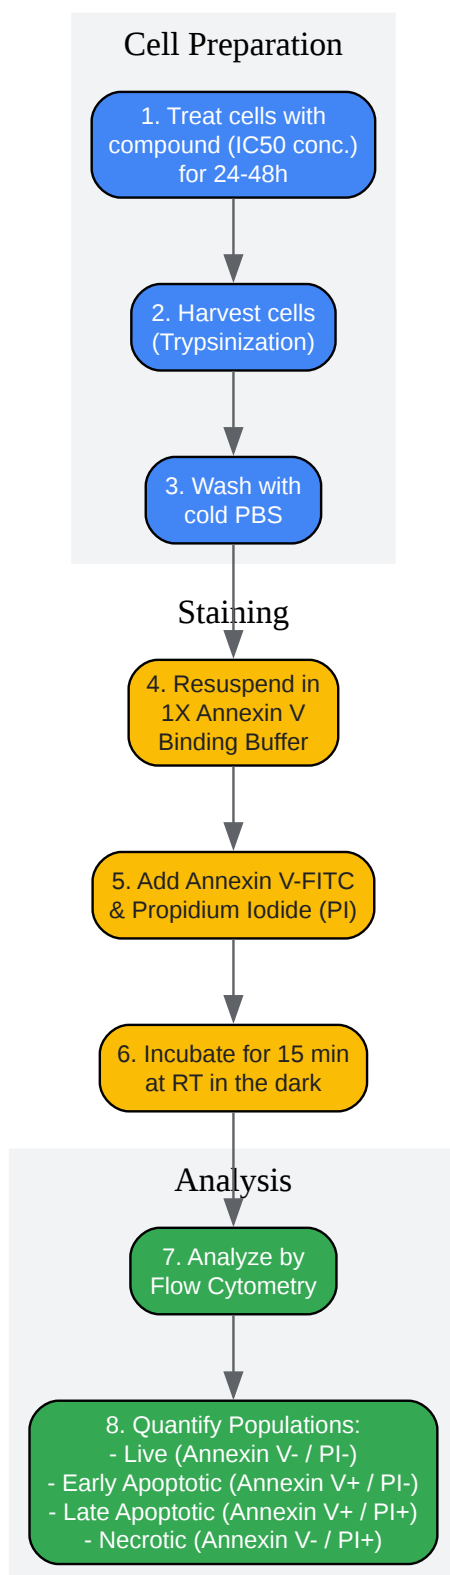 Cell Preparation
1. Treat cells with
compound (IC50 conc.)
for 24-48h
2. Harvest cells
(Trypsinization)
3. Wash with
cold PBS
Staining
4. Resuspend in
1X Annexin V
Binding Buffer
5. Add Annexin V-FITC
& Propidium Iodide (PI)
6. Incubate for 15 min
at RT in the dark
Analysis
7. Analyze by
Flow Cytometry
8. Quantify Populations:
- Live (Annexin V- / PI-)
- Early Apoptotic (Annexin V+ / PI-)
- Late Apoptotic (Annexin V+ / PI+)
- Necrotic (Annexin V- / PI+)